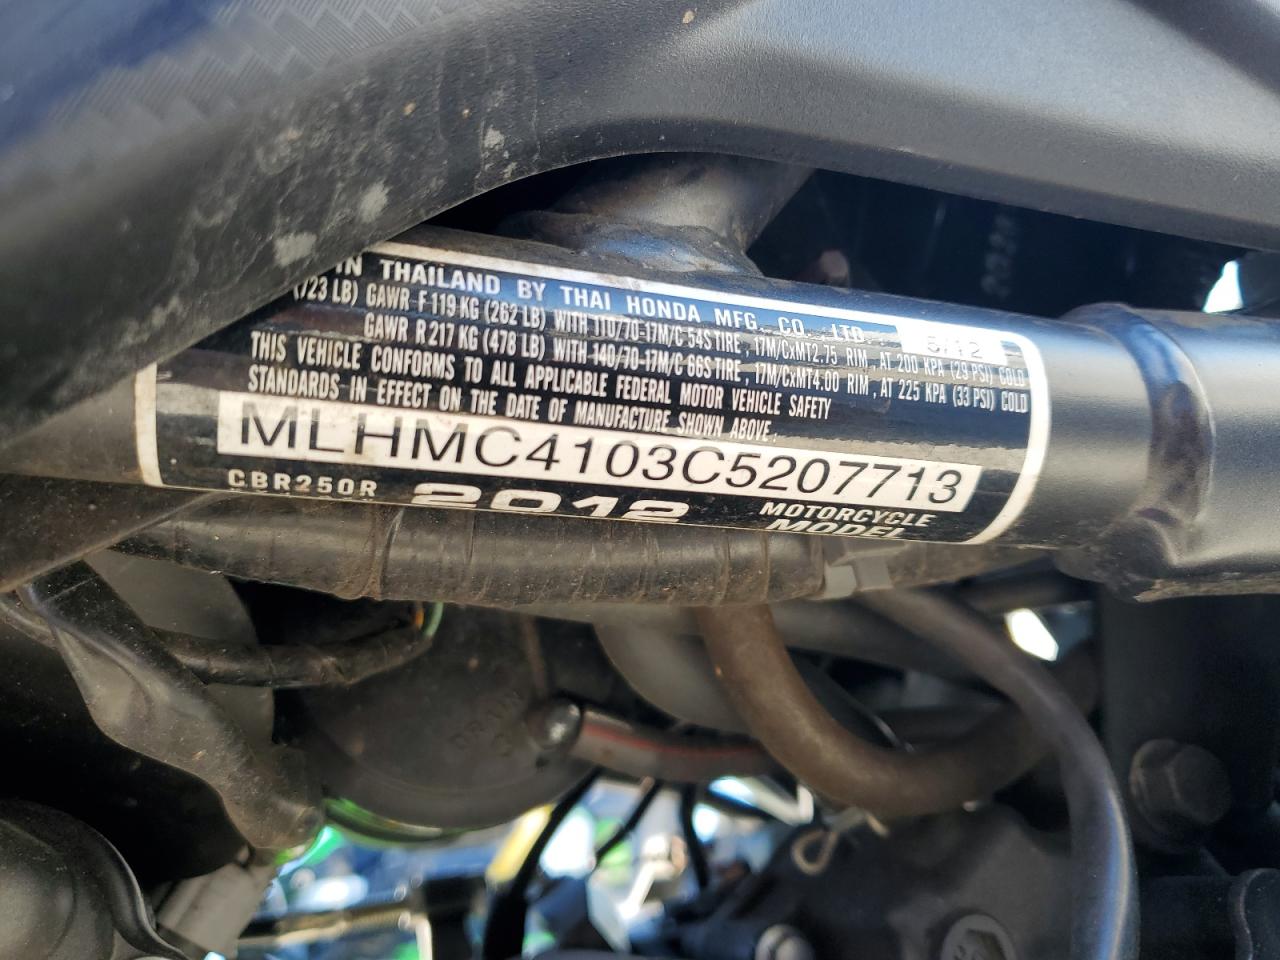 IN THAILAND BY THAI HONDA MFG. CO. , LTD. 5/12
(723 LB) GAWR F 119 KG (262 LB) WITH 110/70-17M/C 54S TIRE , 17M/CxMT2.75 RIM , AT 200 KPA (29 PSI) COLD
GAWR R 217 KG (478 LB) WITH 140/70-17M/C 66S TIRE , 17M/CxMT4.00 RIM , AT 225 KPA (33 PSI) COLD
THIS VEHICLE CONFORMS TO ALL APPLICABLE FEDERAL MOTOR VEHICLE SAFETY
STANDARDS IN EFFECT ON THE DATE OF MANUFACTURE SHOWN ABOVE:
MLHMC4103C5207713
CBR250R 2012 MOTORCYCLE
MODEL
DRAIN